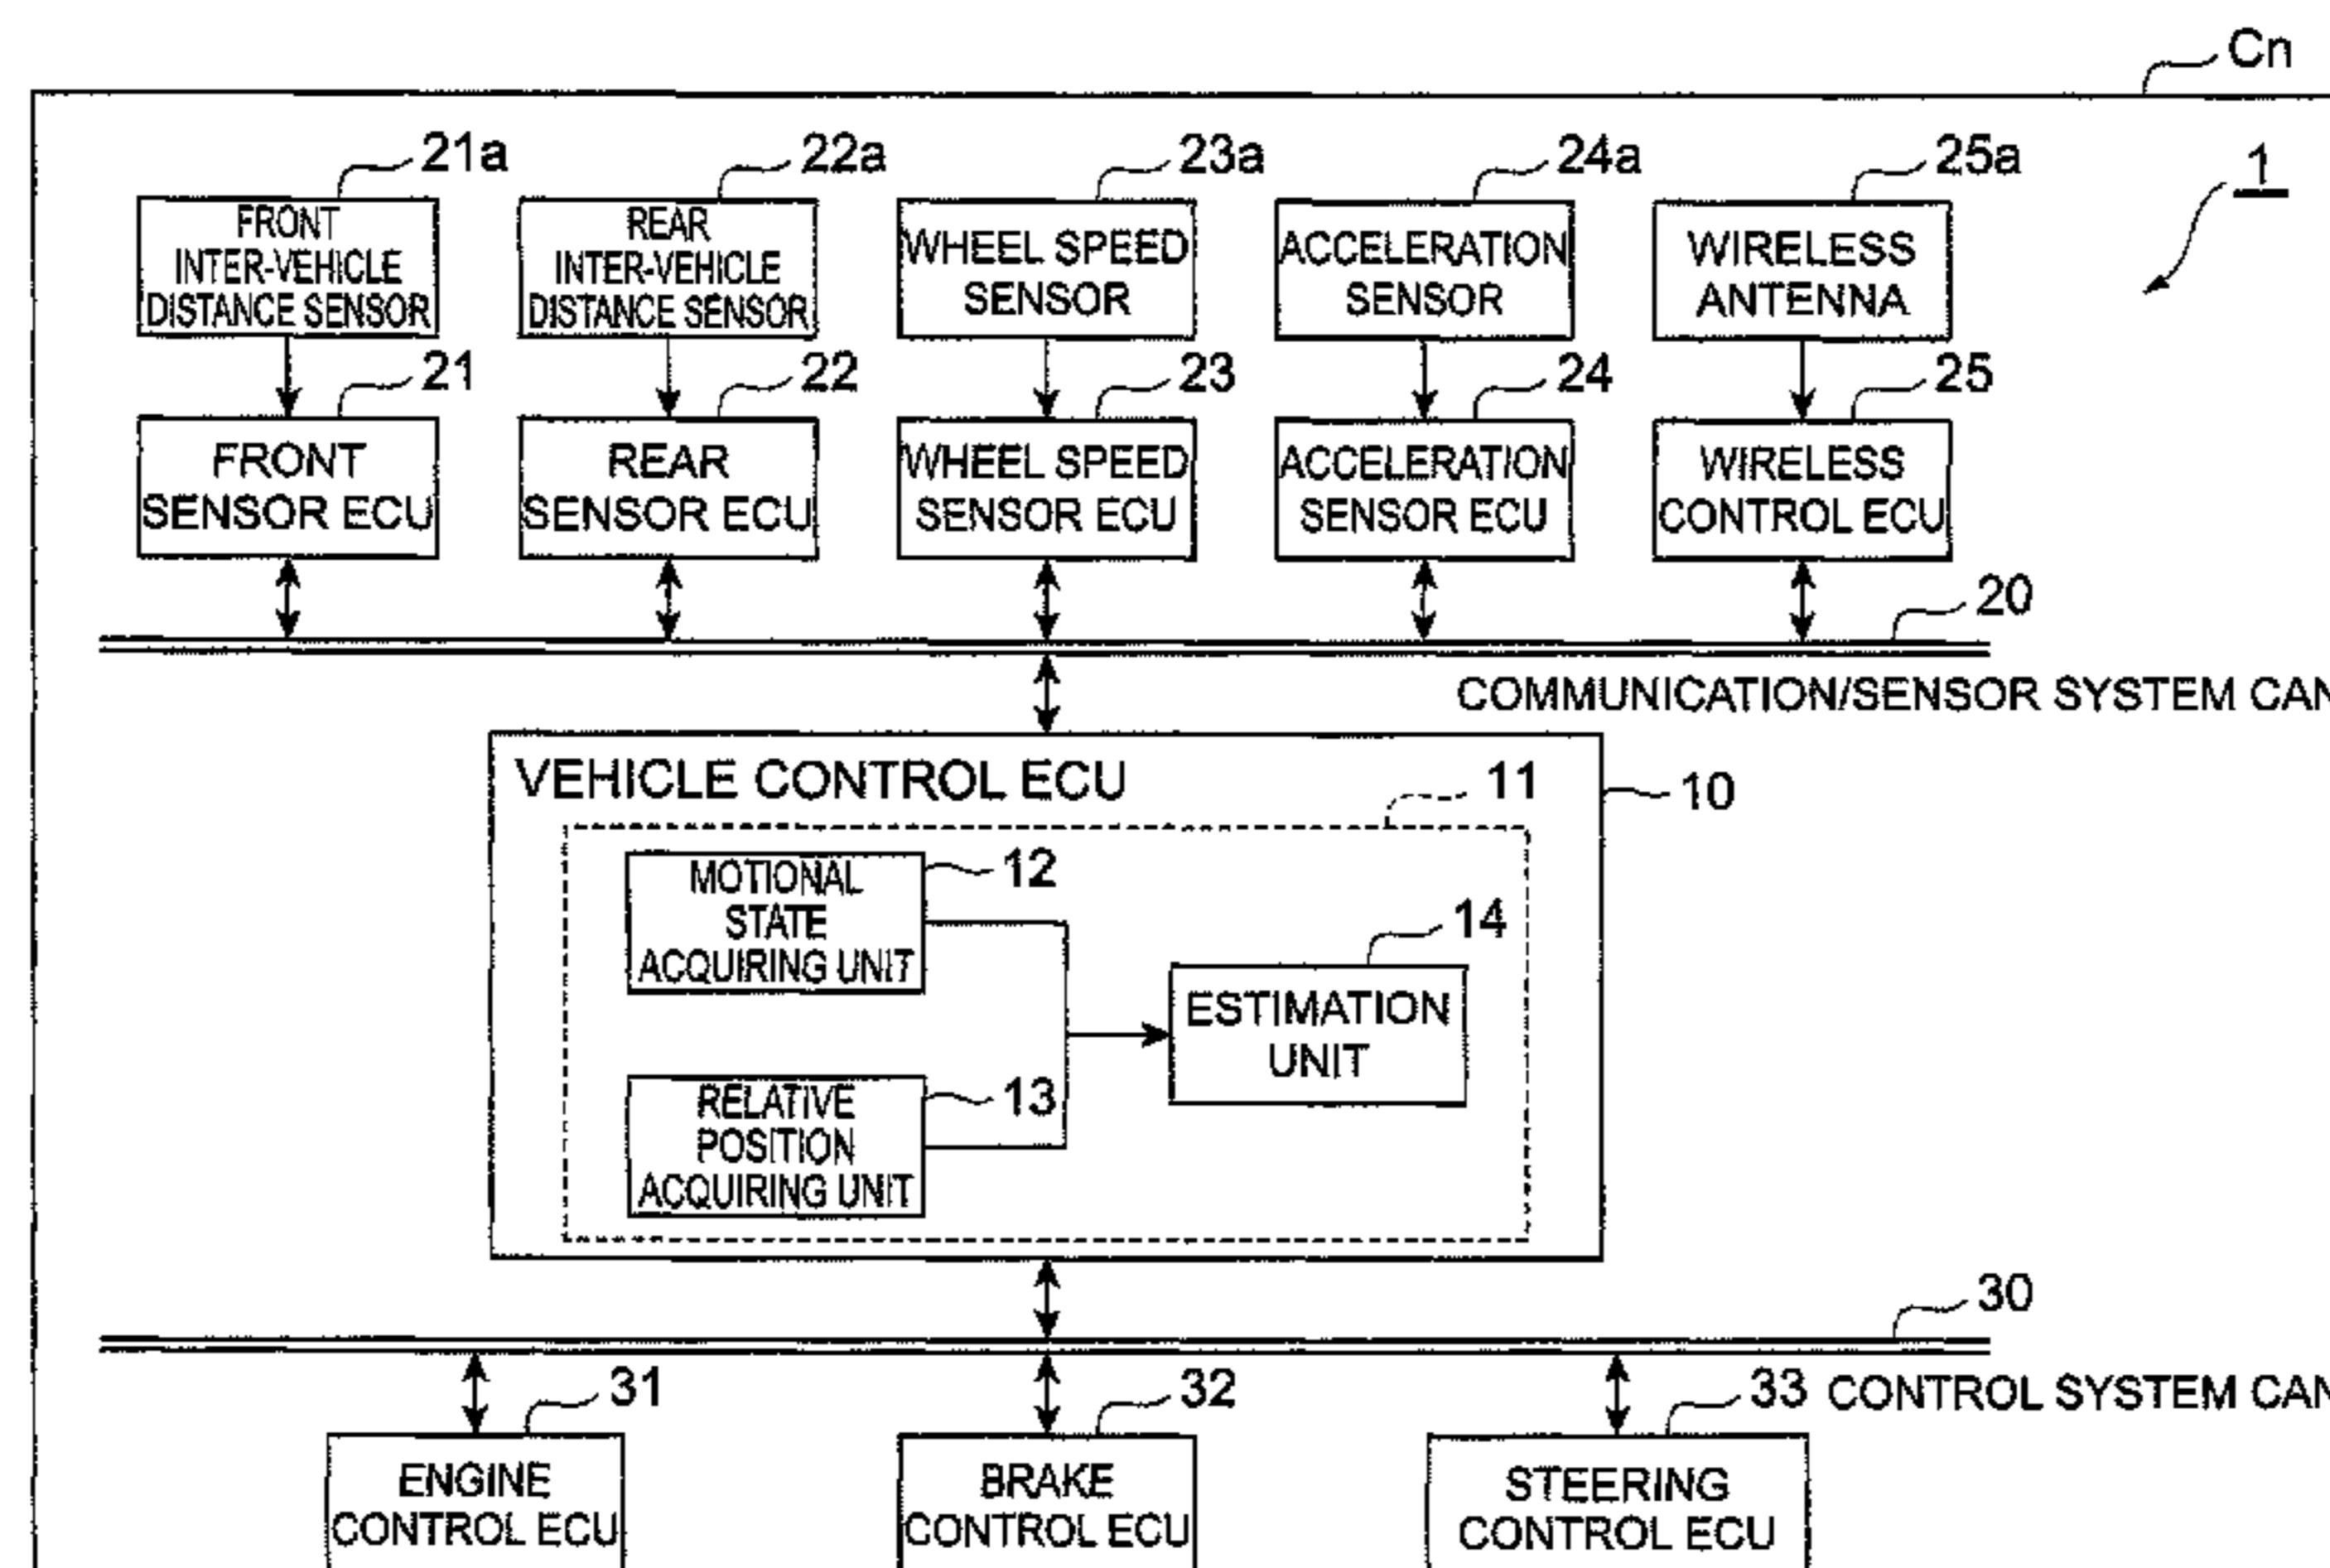 Cn
21a
22a
23a
24a
25a
1
FRONT
INTER-VEHICLE
DISTANCE SENSOR
REAR
INTER-VEHICLE
DISTANCE SENSOR
WHEEL SPEED
SENSOR
ACCELERATION
SENSOR
WIRELESS
ANTENNA
21
22
23
24
25
FRONT
SENSOR ECU
REAR
SENSOR ECU
WHEEL SPEED
SENSOR ECU
ACCELERATION
SENSOR ECU
WIRELESS
CONTROL ECU
20
COMMUNICATION/SENSOR SYSTEM CAN
VEHICLE CONTROL ECU
11
10
MOTIONAL
STATE
ACQUIRING UNIT
12
14
ESTIMATION
UNIT
RELATIVE
POSITION
ACQUIRING UNIT
13
30
CONTROL SYSTEM CAN
31
32
33
ENGINE
CONTROL ECU
BRAKE
CONTROL ECU
STEERING
CONTROL ECU